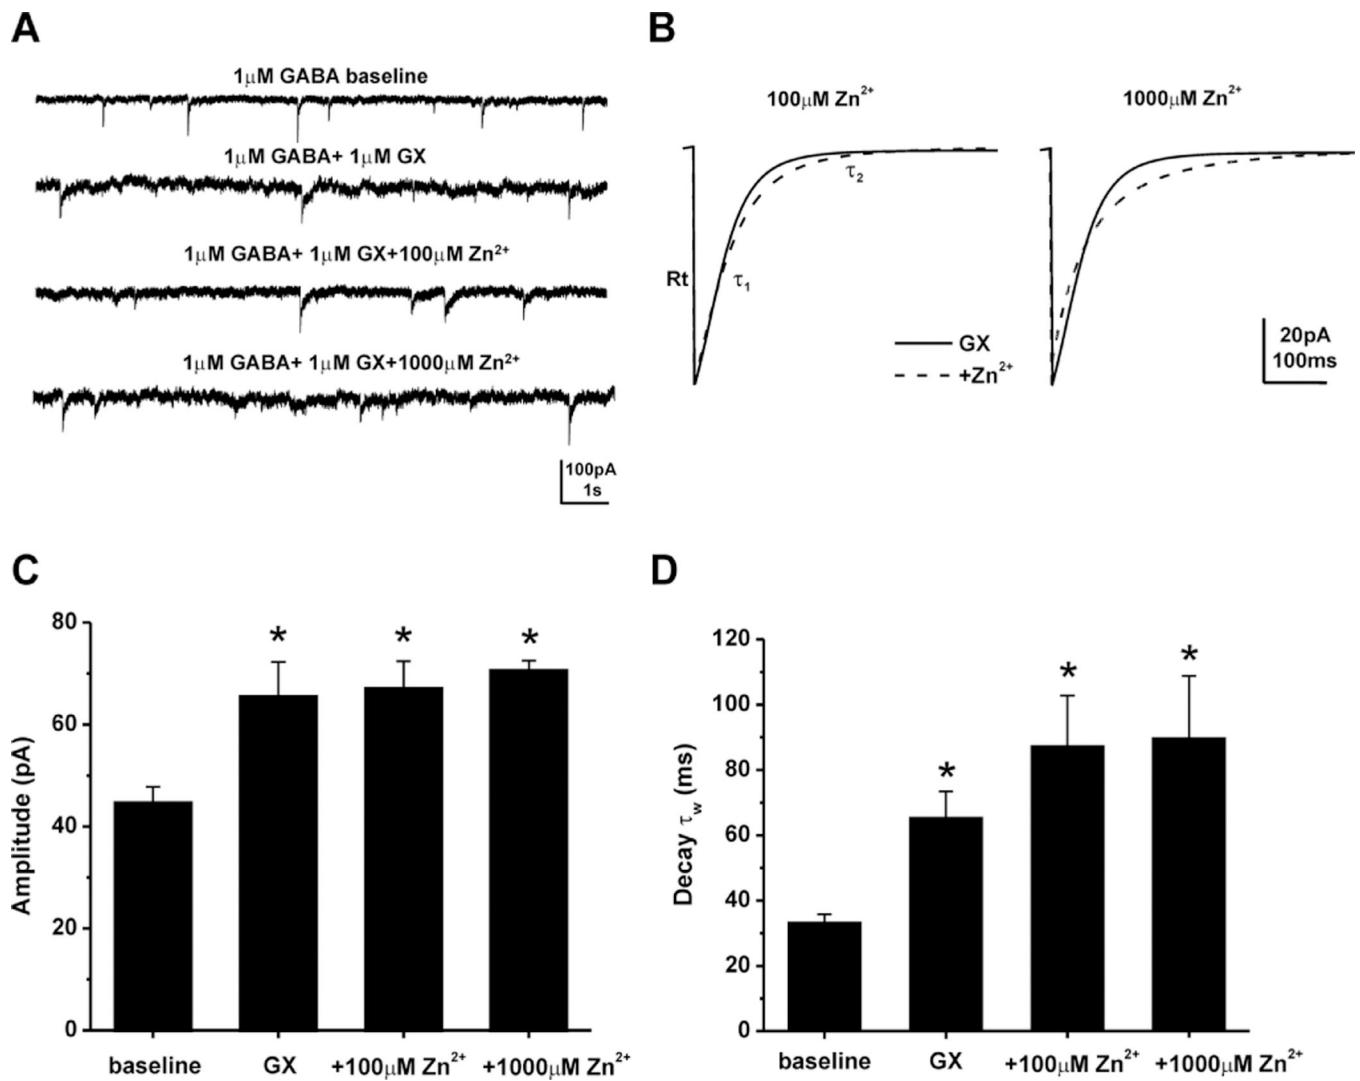 A
1μM GABA baseline
1μM GABA+ 1μM GX
1μM GABA+ 1μM GX+100μM Zn²⁺
1μM GABA+ 1μM GX+1000μM Zn²⁺
100pA
1s
B
100μM Zn²⁺
1000μM Zn²⁺
τ₂
Rt
τ₁
GX
+Zn²⁺
20pA
100ms
C
80
60
40
20
0
Amplitude (pA)
* * *
baseline GX +100μM Zn²⁺ +1000μM Zn²⁺
D
120
100
80
60
40
20
0
Decay τw (ms)
* * *
baseline GX +100μM Zn²⁺ +1000μM Zn²⁺